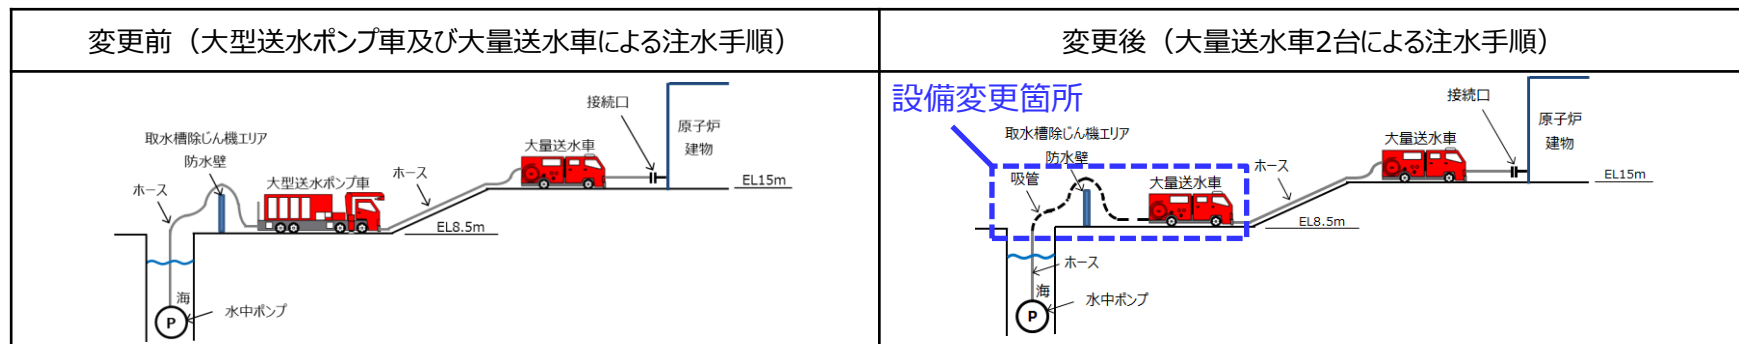 変更前（大型送水ポンプ車及び大量送水車による注水手順）
接続口
原子炉
建物
取水槽除じん機エリア
防水壁
大量送水車
ホース
大型送水ポンプ車
ホース
EL15m
EL8.5m
海
P
水中ポンプ
変更後（大量送水車2台による注水手順）
設備変更箇所
接続口
原子炉
建物
取水槽除じん機エリア
防水壁
大量送水車
吸管
大量送水車
ホース
EL15m
EL8.5m
ホース
海
P
水中ポンプ